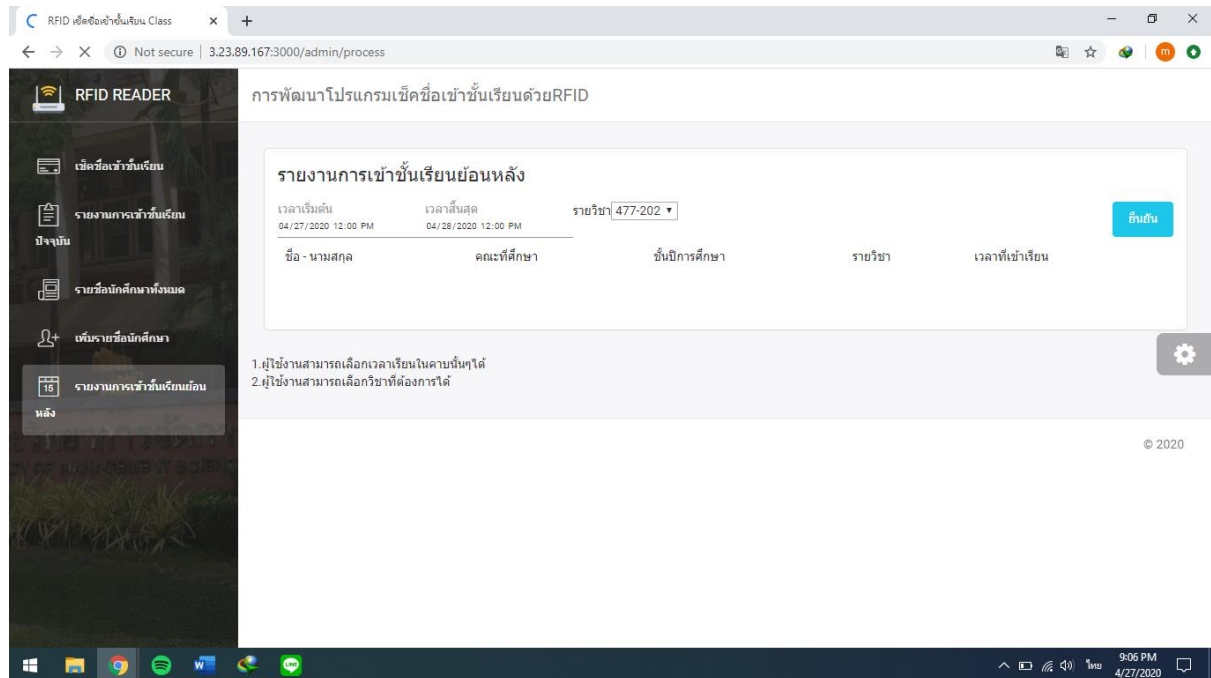 RFID เช็คชื่อเข้าชั้นเรียน Class
Not secure | 3.23.89.167:3000/admin/process
m
RFID READER
การพัฒนาโปรแกรมเช็คชื่อเข้าชั้นเรียนด้วยRFID
เช็คชื่อเข้าชั้นเรียน
รายงานการเข้าชั้นเรียน
ปัจจุบัน
รายชื่อนักศึกษาทั้งหมด
เพิ่มรายชื่อนักศึกษา
15 รายงานการเข้าชั้นเรียนย้อน
หลัง
รายงานการเข้าชั้นเรียนย้อนหลัง
เวลาเริ่มต้น เวลาสิ้นสุด รายวิชา 477-202
04/27/2020 12:00 PM 04/28/2020 12:00 PM
ยืนยัน
ชื่อ - นามสกุล คณะที่ศึกษา ชั้นปีการศึกษา รายวิชา เวลาที่เข้าเรียน
1.ผู้ใช้งานสามารถเลือกเวลาเรียนในคาบนั้นๆได้
2.ผู้ใช้งานสามารถเลือกวิชาที่ต้องการได้
© 2020
W LINE ไทย 9:06 PM
4/27/2020